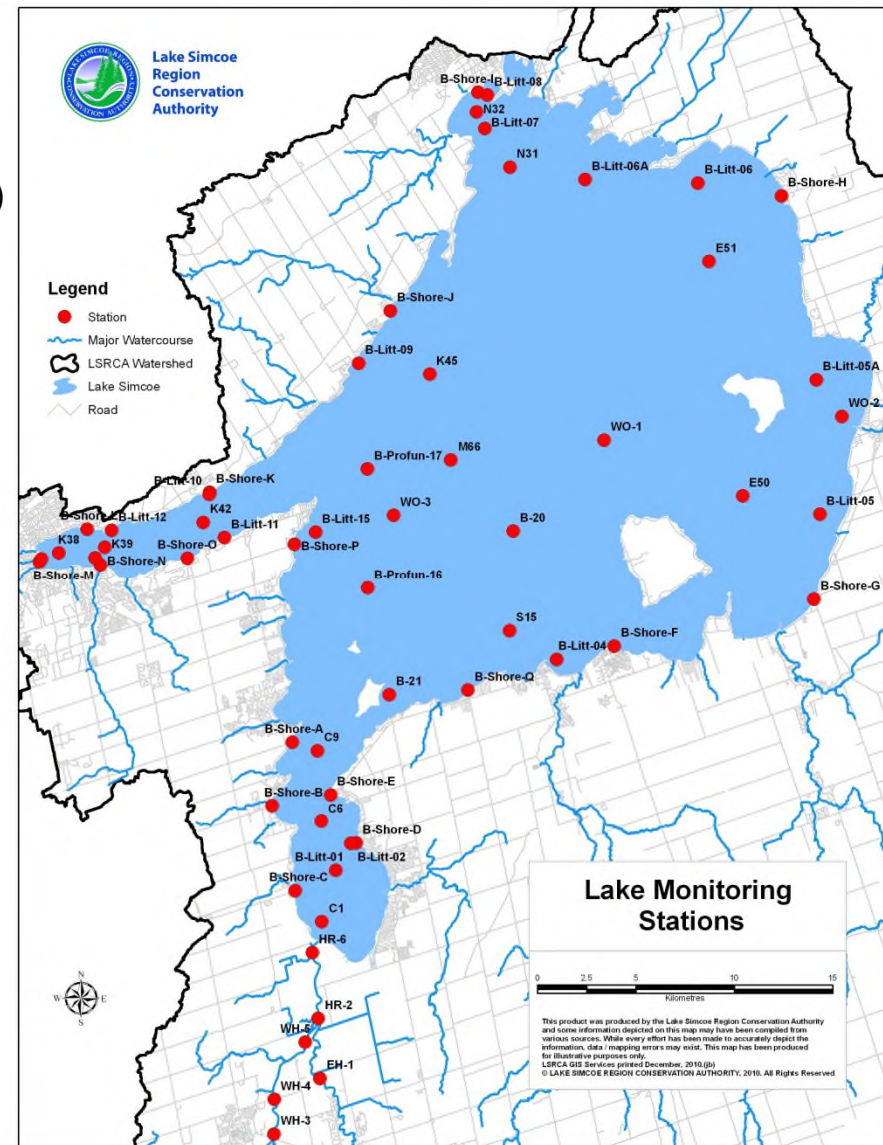 Lake Simcoe
Region
Conservation
Authority
LAKE SIMCOE REGION
CONSERVATION AUTHORITY
)
B-Shore-I
B-Litt-08
N32
B-Litt-07
N31
B-Litt-06A
B-Litt-06
B-Shore-H
E51
Legend
Station
Major Watercourse
LSRCA Watershed
Lake Simcoe
Road
B-Shore-J
B-Litt-09
K45
B-Litt-05A
WO-2
WO-1
B-Profun-17
M66
B-Litt-10
B-Shore-K
E50
K42
WO-3
B-Litt-05
B-Shore-L
B-Litt-12
B-Litt-11
B-Litt-15
B-20
K38
K39
B-Shore-O
B-Shore-P
B-Shore-N
B-Shore-M
B-Profun-16
B-Shore-G
S15
B-Litt-04
B-Shore-F
B-21
B-Shore-Q
B-Shore-A
C9
B-Shore-E
B-Shore-B
C6
B-Shore-D
B-Litt-01
B-Litt-02
B-Shore-C
C1
HR-6
HR-2
WH-5
EH-1
WH-4
WH-3
N
W E
S
Lake Monitoring
Stations
0 2.5 5 10 15
Kilometres
This product was produced by the Lake Simcoe Region Conservation Authority
and some information depicted on this map may have been compiled from
various sources. While every effort has been made to accurately depict the
information, data / mapping errors may exist. This map has been produced
for illustrative purposes only.
LSRCA GIS Services printed December, 2010.(jb)
© LAKE SIMCOE REGION CONSERVATION AUTHORITY, 2010. All Rights Reserved